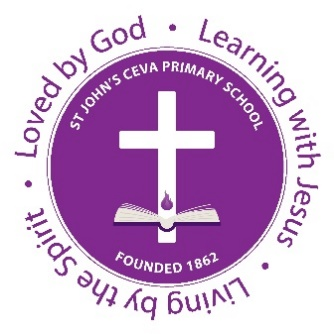 Loved by God • Learning with Jesus • Living by the Spirit •
ST JOHN'S CEVA PRIMARY SCHOOL
FOUNDED 1862